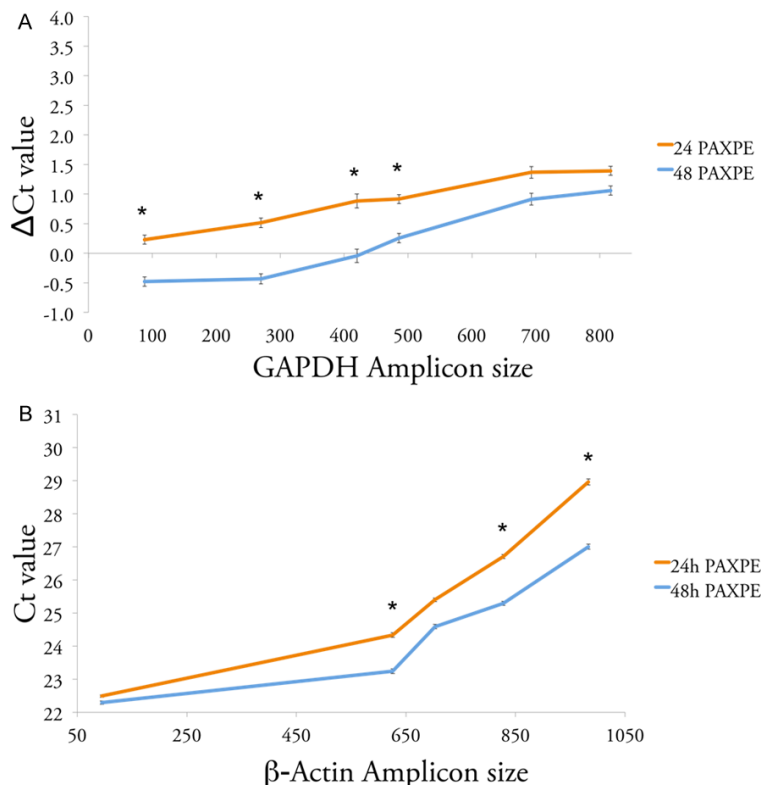 A
4.0
3.5
3.0
2.5
2.0
1.5
1.0
0.5
0.0
-0.5
-1.0
ΔCt value
* * * *
24 PAXPE
48 PAXPE
0 100 200 300 400 500 600 700 800
GAPDH Amplicon size
B
31
30
29
28
27
26
25
24
23
22
Ct value
* * *
24h PAXPE
48h PAXPE
50 250 450 650 850 1050
β-Actin Amplicon size